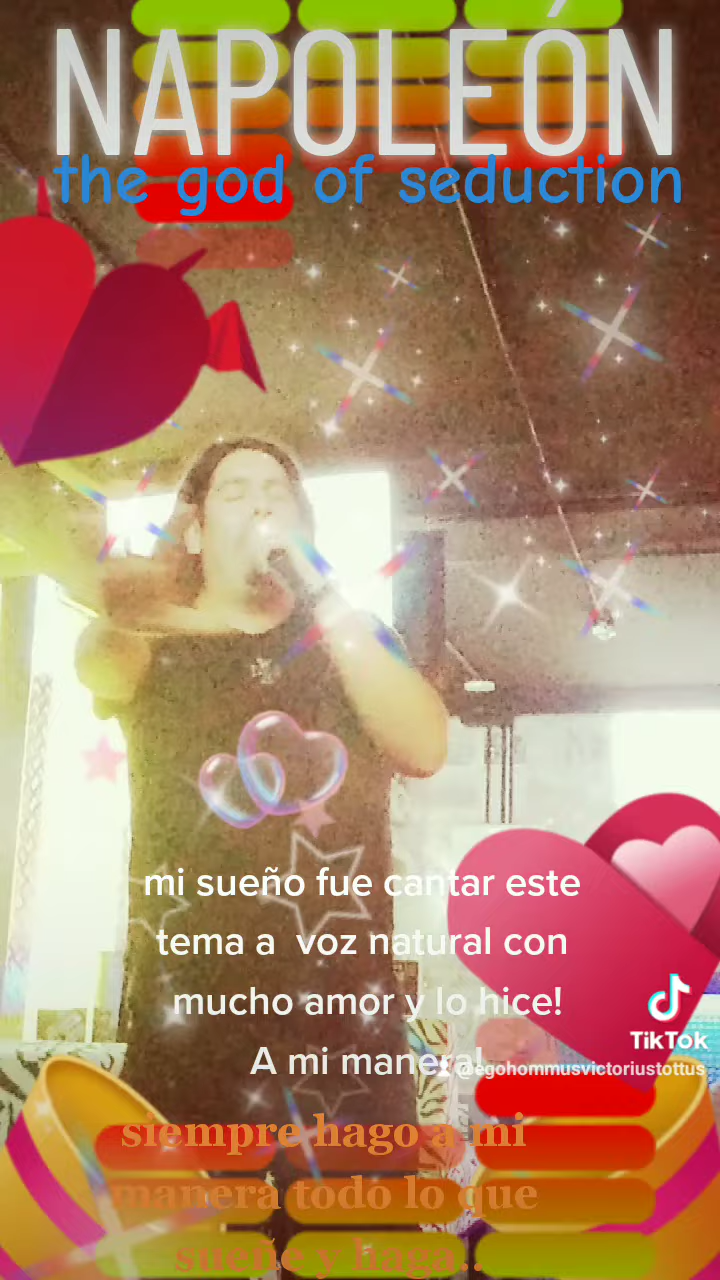 NAPOLEÓN
the god of seduction
mi sueño fue cantar este
tema a voz natural con
mucho amor y lo hice!
A mi manera!
TikTok
@egohommusvictoriustottus
siempre hago a mi
manera todo lo que
sueñe y haga..